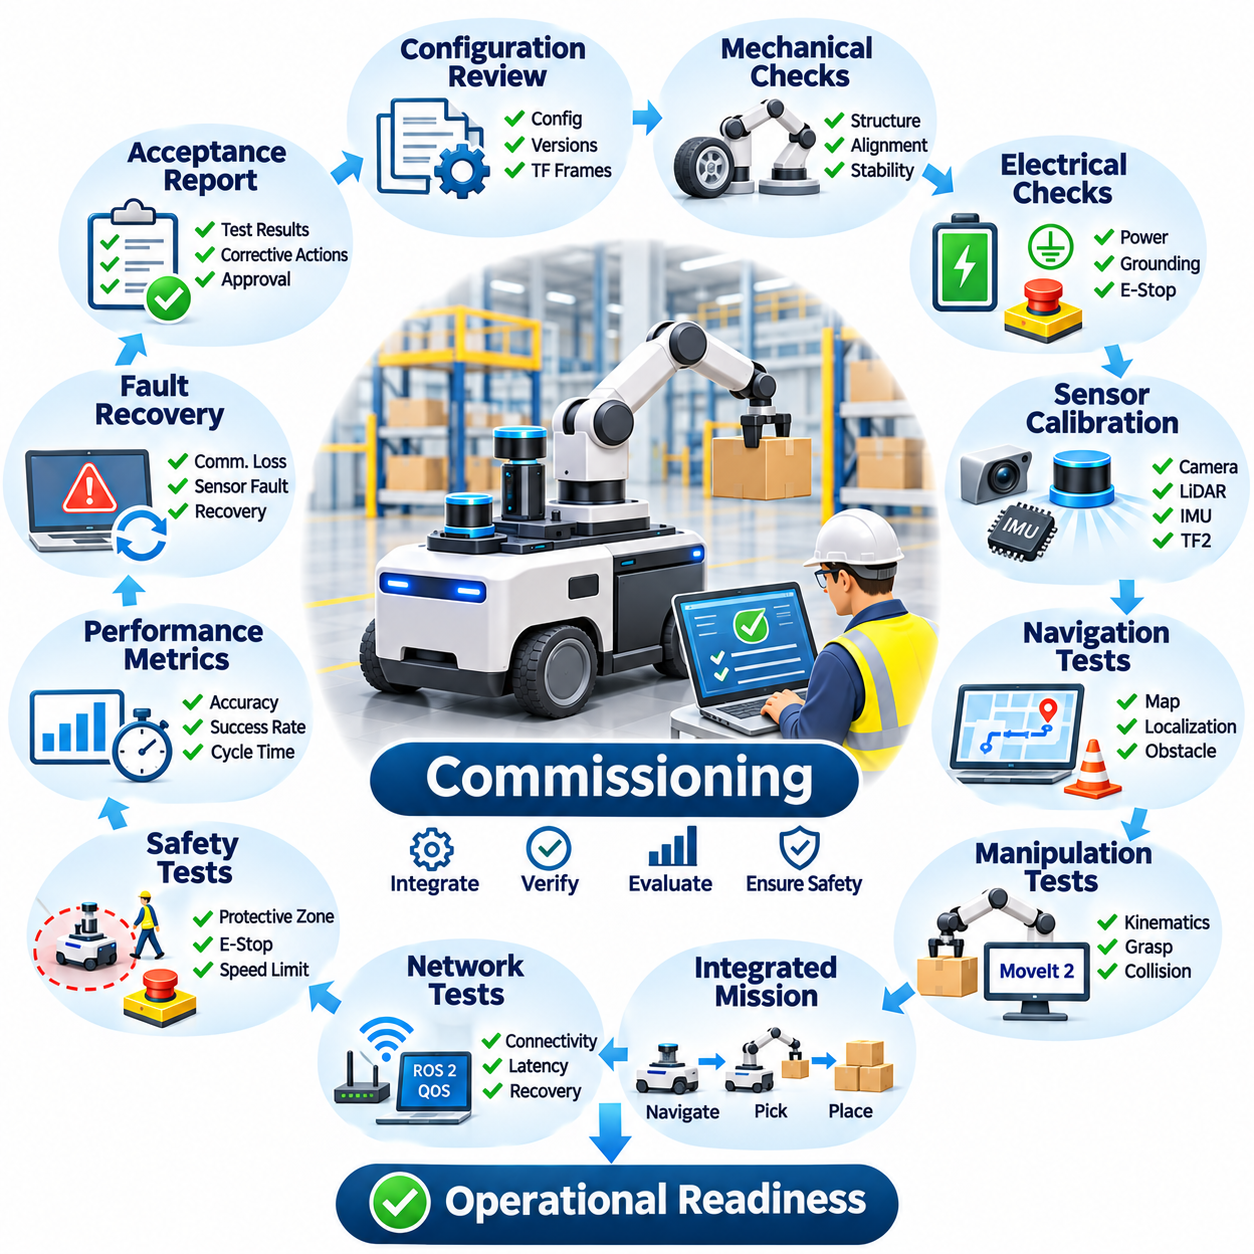 Configuration
Review
Config
Versions
TF Frames
Mechanical
Checks
Structure
Alignment
Stability
Electrical
Checks
Power
Grounding
E-Stop
Sensor
Calibration
IMU
Camera
LiDAR
IMU
TF2
Navigation
Tests
Map
Localization
Obstacle
Manipulation
Tests
MoveIt 2
Kinematics
Grasp
Collision
Integrated
Mission
Navigate
Pick
Place
Network
Tests
ROS 2
QOS
Connectivity
Latency
Recovery
Safety
Tests
Protective Zone
E-Stop
Speed Limit
Performance
Metrics
Accuracy
Success Rate
Cycle Time
Fault
Recovery
Comm. Loss
Sensor Fault
Recovery
Acceptance
Report
Test Results
Corrective Actions
Approval
Commissioning
Integrate
Verify
Evaluate
Ensure Safety
Operational Readiness